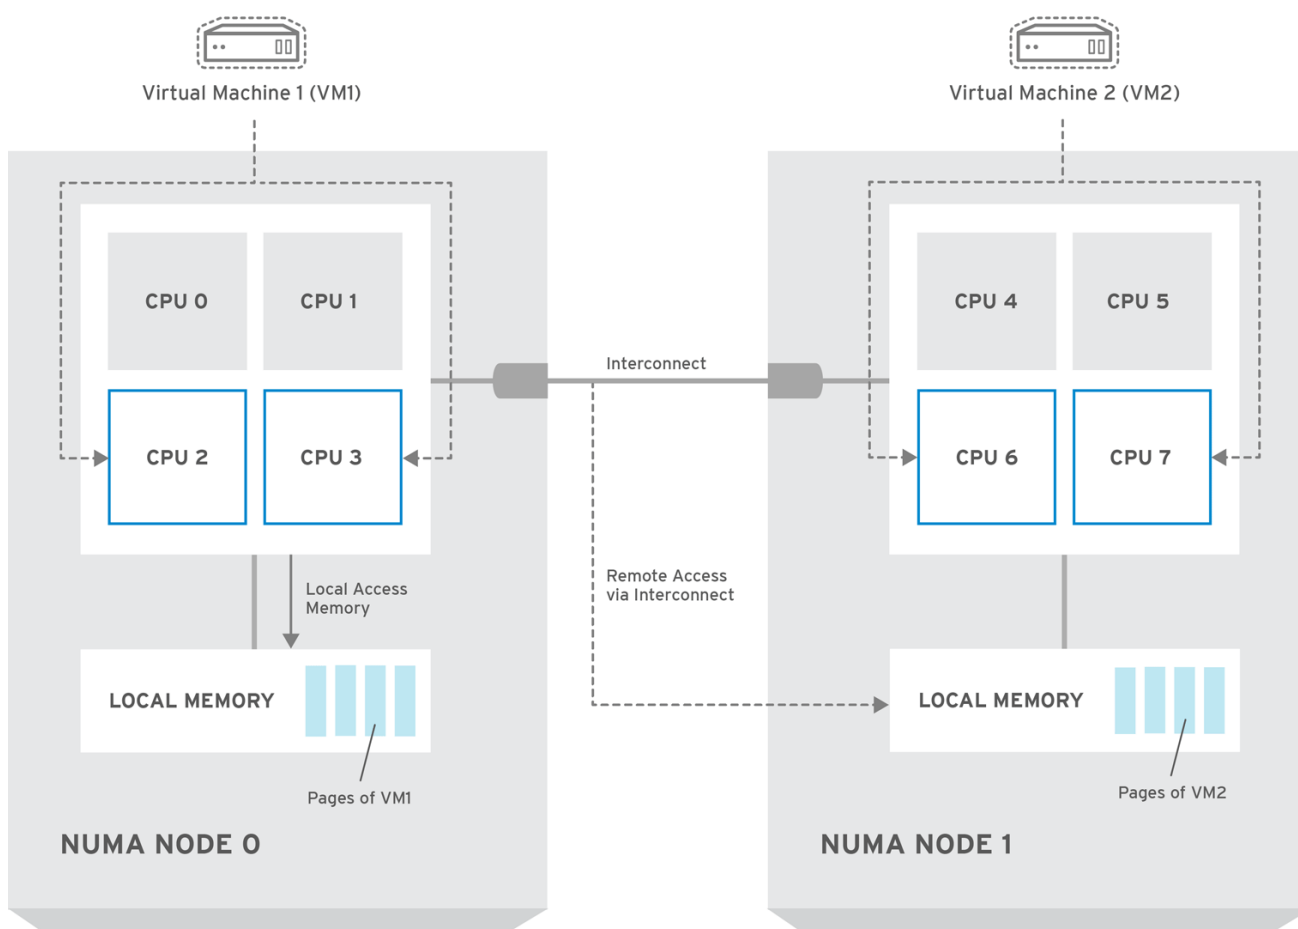 Virtual Machine 1 (VM1)
Virtual Machine 2 (VM2)
CPU 0
CPU 1
CPU 2
CPU 3
Interconnect
CPU 4
CPU 5
CPU 6
CPU 7
Local Access
Memory
Remote Access
via Interconnect
LOCAL MEMORY
Pages of VM1
LOCAL MEMORY
Pages of VM2
NUMA NODE 0
NUMA NODE 1